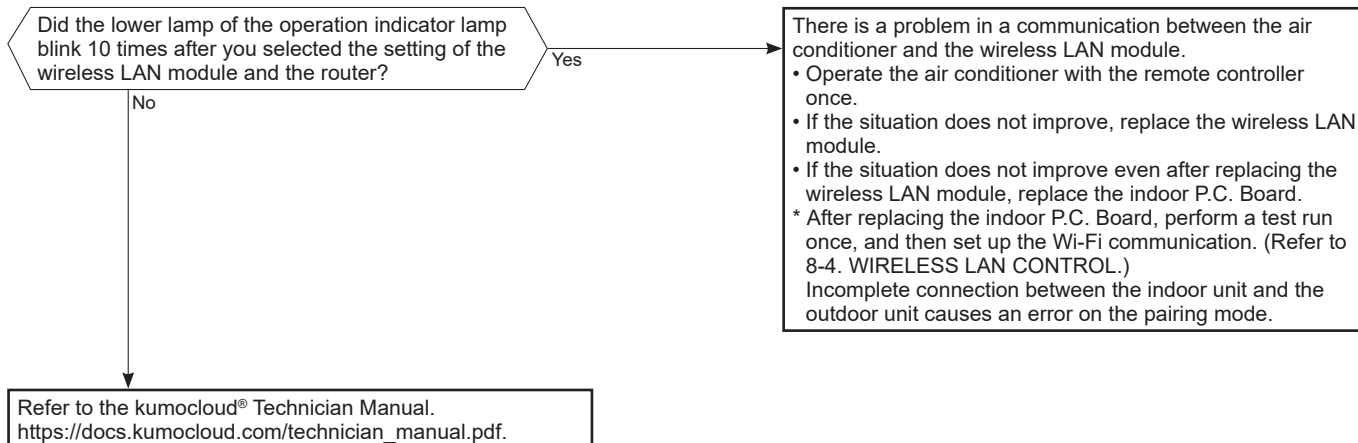 Did the lower lamp of the operation indicator lamp
blink 10 times after you selected the setting of the
wireless LAN module and the router?
Yes
No
There is a problem in a communication between the air
conditioner and the wireless LAN module.
• Operate the air conditioner with the remote controller
once.
• If the situation does not improve, replace the wireless LAN
module.
• If the situation does not improve even after replacing the
wireless LAN module, replace the indoor P.C. Board.
* After replacing the indoor P.C. Board, perform a test run
once, and then set up the Wi-Fi communication. (Refer to
8-4. WIRELESS LAN CONTROL.)
Incomplete connection between the indoor unit and the
outdoor unit causes an error on the pairing mode.
Refer to the kumocloud® Technician Manual.
https://docs.kumocloud.com/technician_manual.pdf.